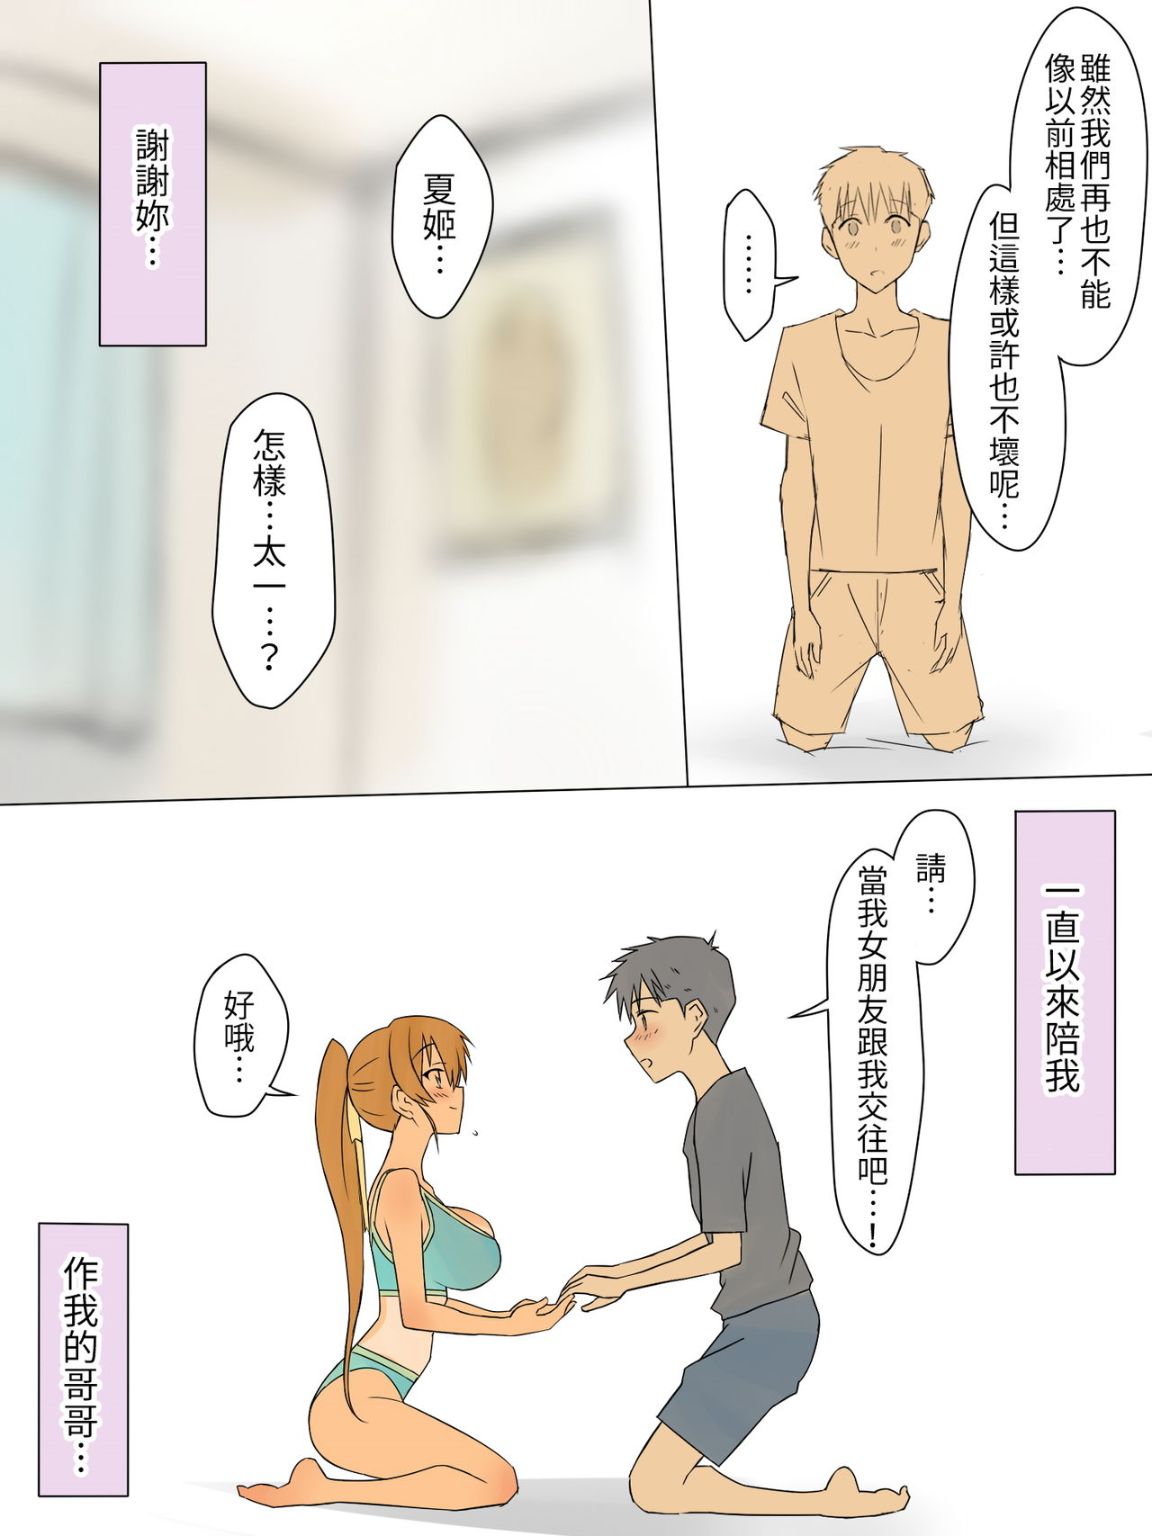 雖然我們再也不能
像以前相處了…
但這樣或許也不壞呢…
……
夏姬…
謝謝妳…
怎樣…太一…？
一直以來陪我
請…
當我女朋友跟我交往吧…！
好哦…
作我的哥哥…